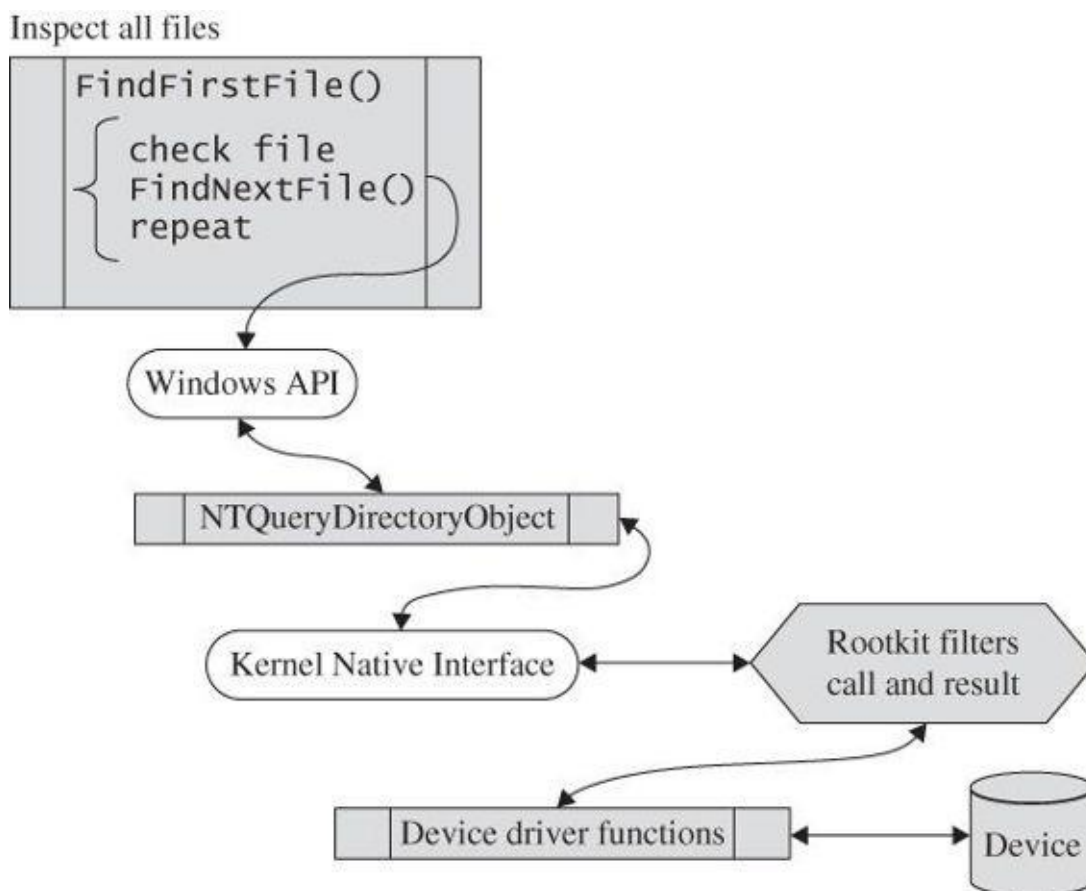 Inspect all files
FindFirstFile()
check file
FindNextFile()
repeat
Windows API
NTQueryDirectoryObject
Kernel Native Interface
Rootkit filters
call and result
Device driver functions
Device